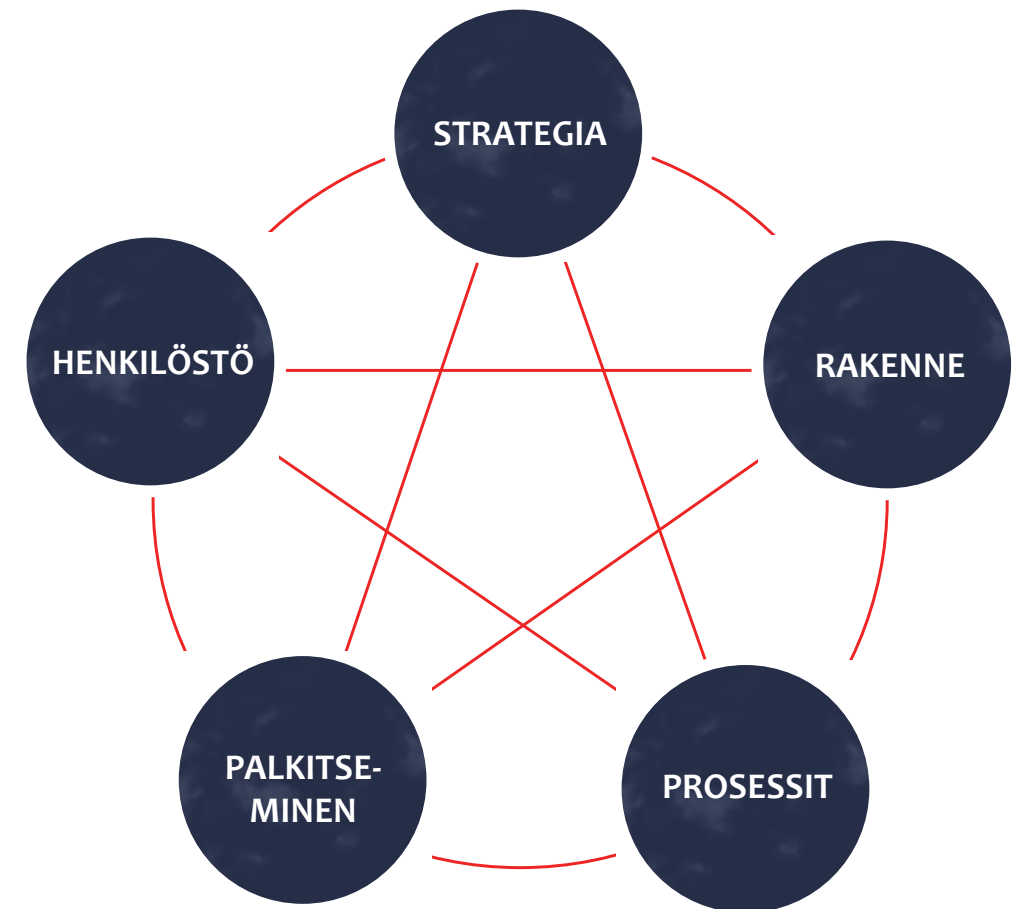 STRATEGIA
HENKILÖSTÖ
RAKENNE
PALKITSE-
MINEN
PROSESSIT